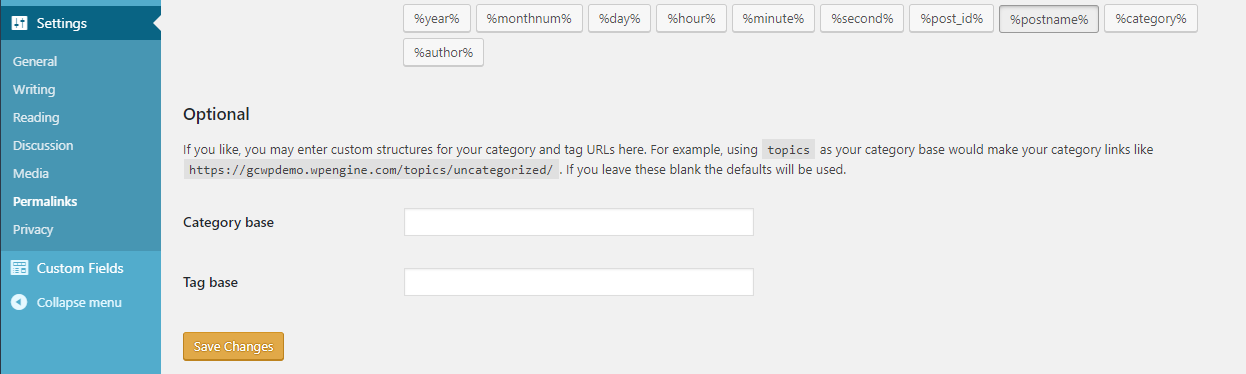 Settings
General
Writing
Reading
Discussion
Media
Permalinks
Privacy
Custom Fields
Collapse menu
%year% %monthnum% %day% %hour% %minute% %second% %post_id% %postname% %category%
%author%
Optional
If you like, you may enter custom structures for your category and tag URLs here. For example, using topics as your category base would make your category links like
https://gcwpdemo.wpengine.com/topics/uncategorized/ . If you leave these blank the defaults will be used.
Category base
Tag base
Save Changes